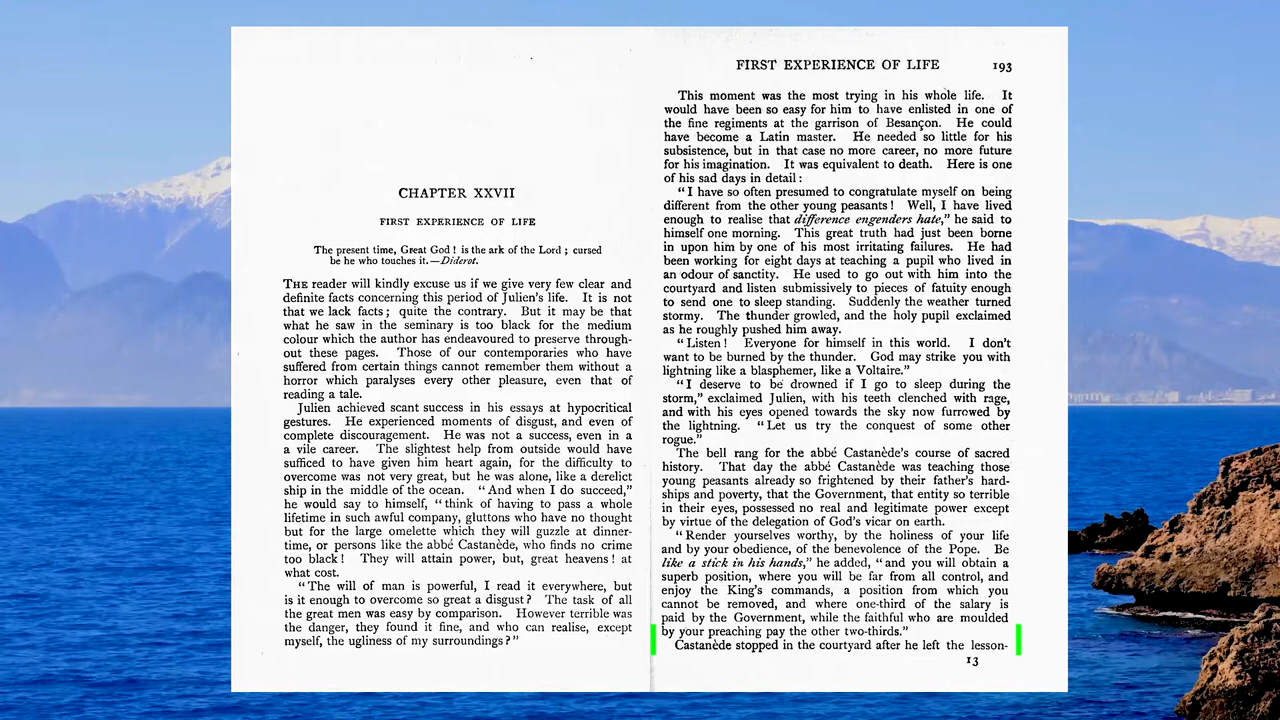 CHAPTER XXVII
FIRST EXPERIENCE OF LIFE
The present time, Great God! is the ark of the Lord; cursed
be he who touches it.—Diderot.
THE reader will kindly excuse us if we give very few clear and
definite facts concerning this period of Julien's life. It is not
that we lack facts; quite the contrary. But it may be that
what he saw in the seminary is too black for the medium
colour which the author has endeavoured to preserve through-
out these pages. Those of our contemporaries who have
suffered from certain things cannot remember them without a
horror which paralyses every other pleasure, even that of
reading a tale.
Julien achieved scant success in his essays at hypocritical
gestures. He experienced moments of disgust, and even of
complete discouragement. He was not a success, even in a
a vile career. The slightest help from outside would have
sufficed to have given him heart again, for the difficulty to
overcome was not very great, but he was alone, like a derelict
ship in the middle of the ocean. "And when I do succeed,"
he would say to himself, "think of having to pass a whole
lifetime in such awful company, gluttons who have no thought
but for the large omelette which they will guzzle at dinner-
time, or persons like the abbé Castanède, who finds no crime
too black! They will attain power, but, great heavens! at
what cost.
"The will of man is powerful, I read it everywhere, but
is it enough to overcome so great a disgust? The task of all
the great men was easy by comparison. However terrible was
the danger, they found it fine, and who can realise, except
myself, the ugliness of my surroundings?"
FIRST EXPERIENCE OF LIFE 193
This moment was the most trying in his whole life. It
would have been so easy for him to have enlisted in one of
the fine regiments at the garrison of Besançon. He could
have become a Latin master. He needed so little for his
subsistence, but in that case no more career, no more future
for his imagination. It was equivalent to death. Here is one
of his sad days in detail:
"I have so often presumed to congratulate myself on being
different from the other young peasants! Well, I have lived
enough to realise that difference engenders hate," he said to
himself one morning. This great truth had just been borne
in upon him by one of his most irritating failures. He had
been working for eight days at teaching a pupil who lived in
an odour of sanctity. He used to go out with him into the
courtyard and listen submissively to pieces of fatuity enough
to send one to sleep standing. Suddenly the weather turned
stormy. The thunder growled, and the holy pupil exclaimed
as he roughly pushed him away.
"Listen! Everyone for himself in this world. I don't
want to be burned by the thunder. God may strike you with
lightning like a blasphemer, like a Voltaire."
"I deserve to be drowned if I go to sleep during the
storm," exclaimed Julien, with his teeth clenched with rage,
and with his eyes opened towards the sky now furrowed by
the lightning. "Let us try the conquest of some other
rogue."
The bell rang for the abbé Castanède's course of sacred
history. That day the abbé Castanède was teaching those
young peasants already so frightened by their father's hard-
ships and poverty, that the Government, that entity so terrible
in their eyes, possessed no real and legitimate power except
by virtue of the delegation of God's vicar on earth.
"Render yourselves worthy, by the holiness of your life
and by your obedience, of the benevolence of the Pope. Be
like a stick in his hands," he added, "and you will obtain a
superb position, where you will be far from all control, and
enjoy the King's commands, a position from which you
cannot be removed, and where one-third of the salary is
paid by the Government, while the faithful who are moulded
by your preaching pay the other two-thirds."
Castanède stopped in the courtyard after he left the lesson-
13